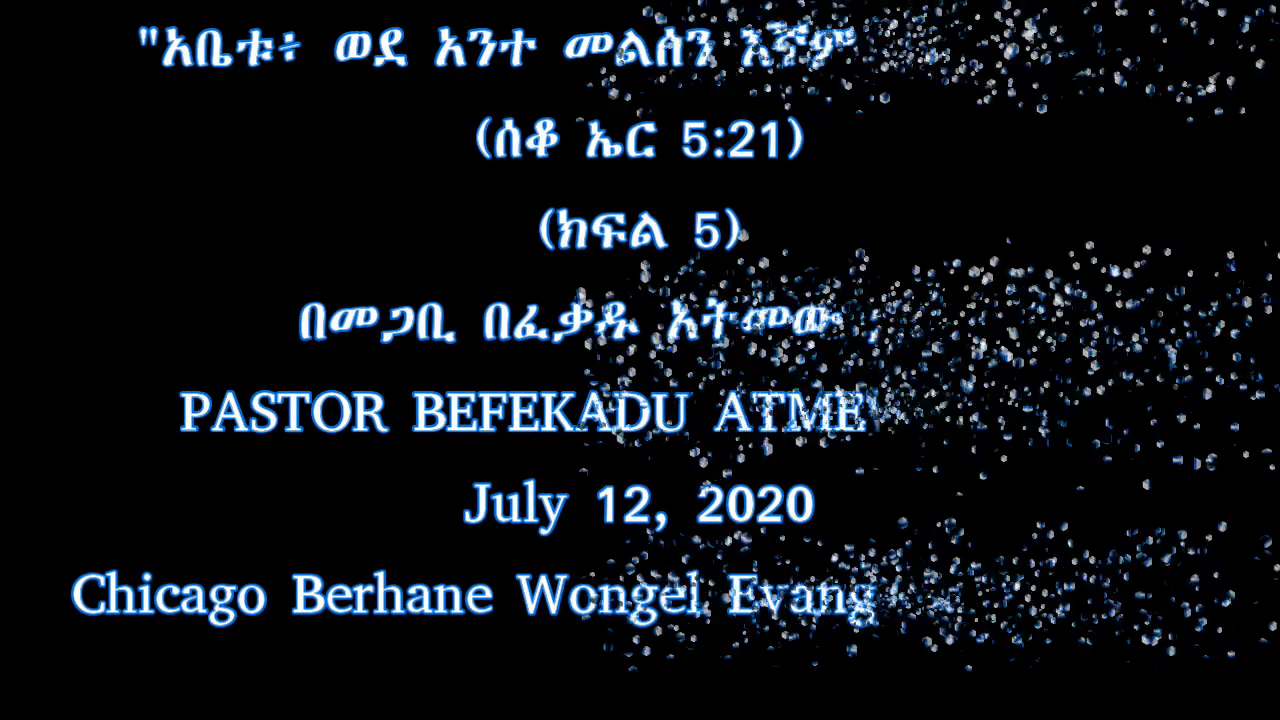 "አቤቱ፥ ወደ አንተ መልሰን እኛም
(ሰቆ ኤር 5:21)
(ክፍል 5)
በመጋቢ በፈቃዱ አትመው
PASTOR BEFEKADU ATME
July 12, 2020
Chicago Berhane Wongel Evang